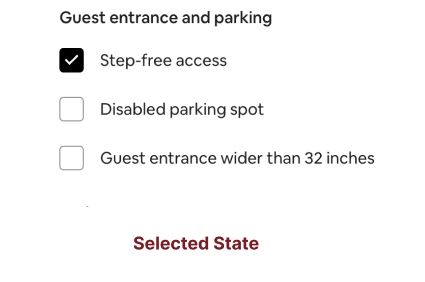 Guest entrance and parking
Step-free access
Disabled parking spot
Guest entrance wider than 32 inches
Selected State